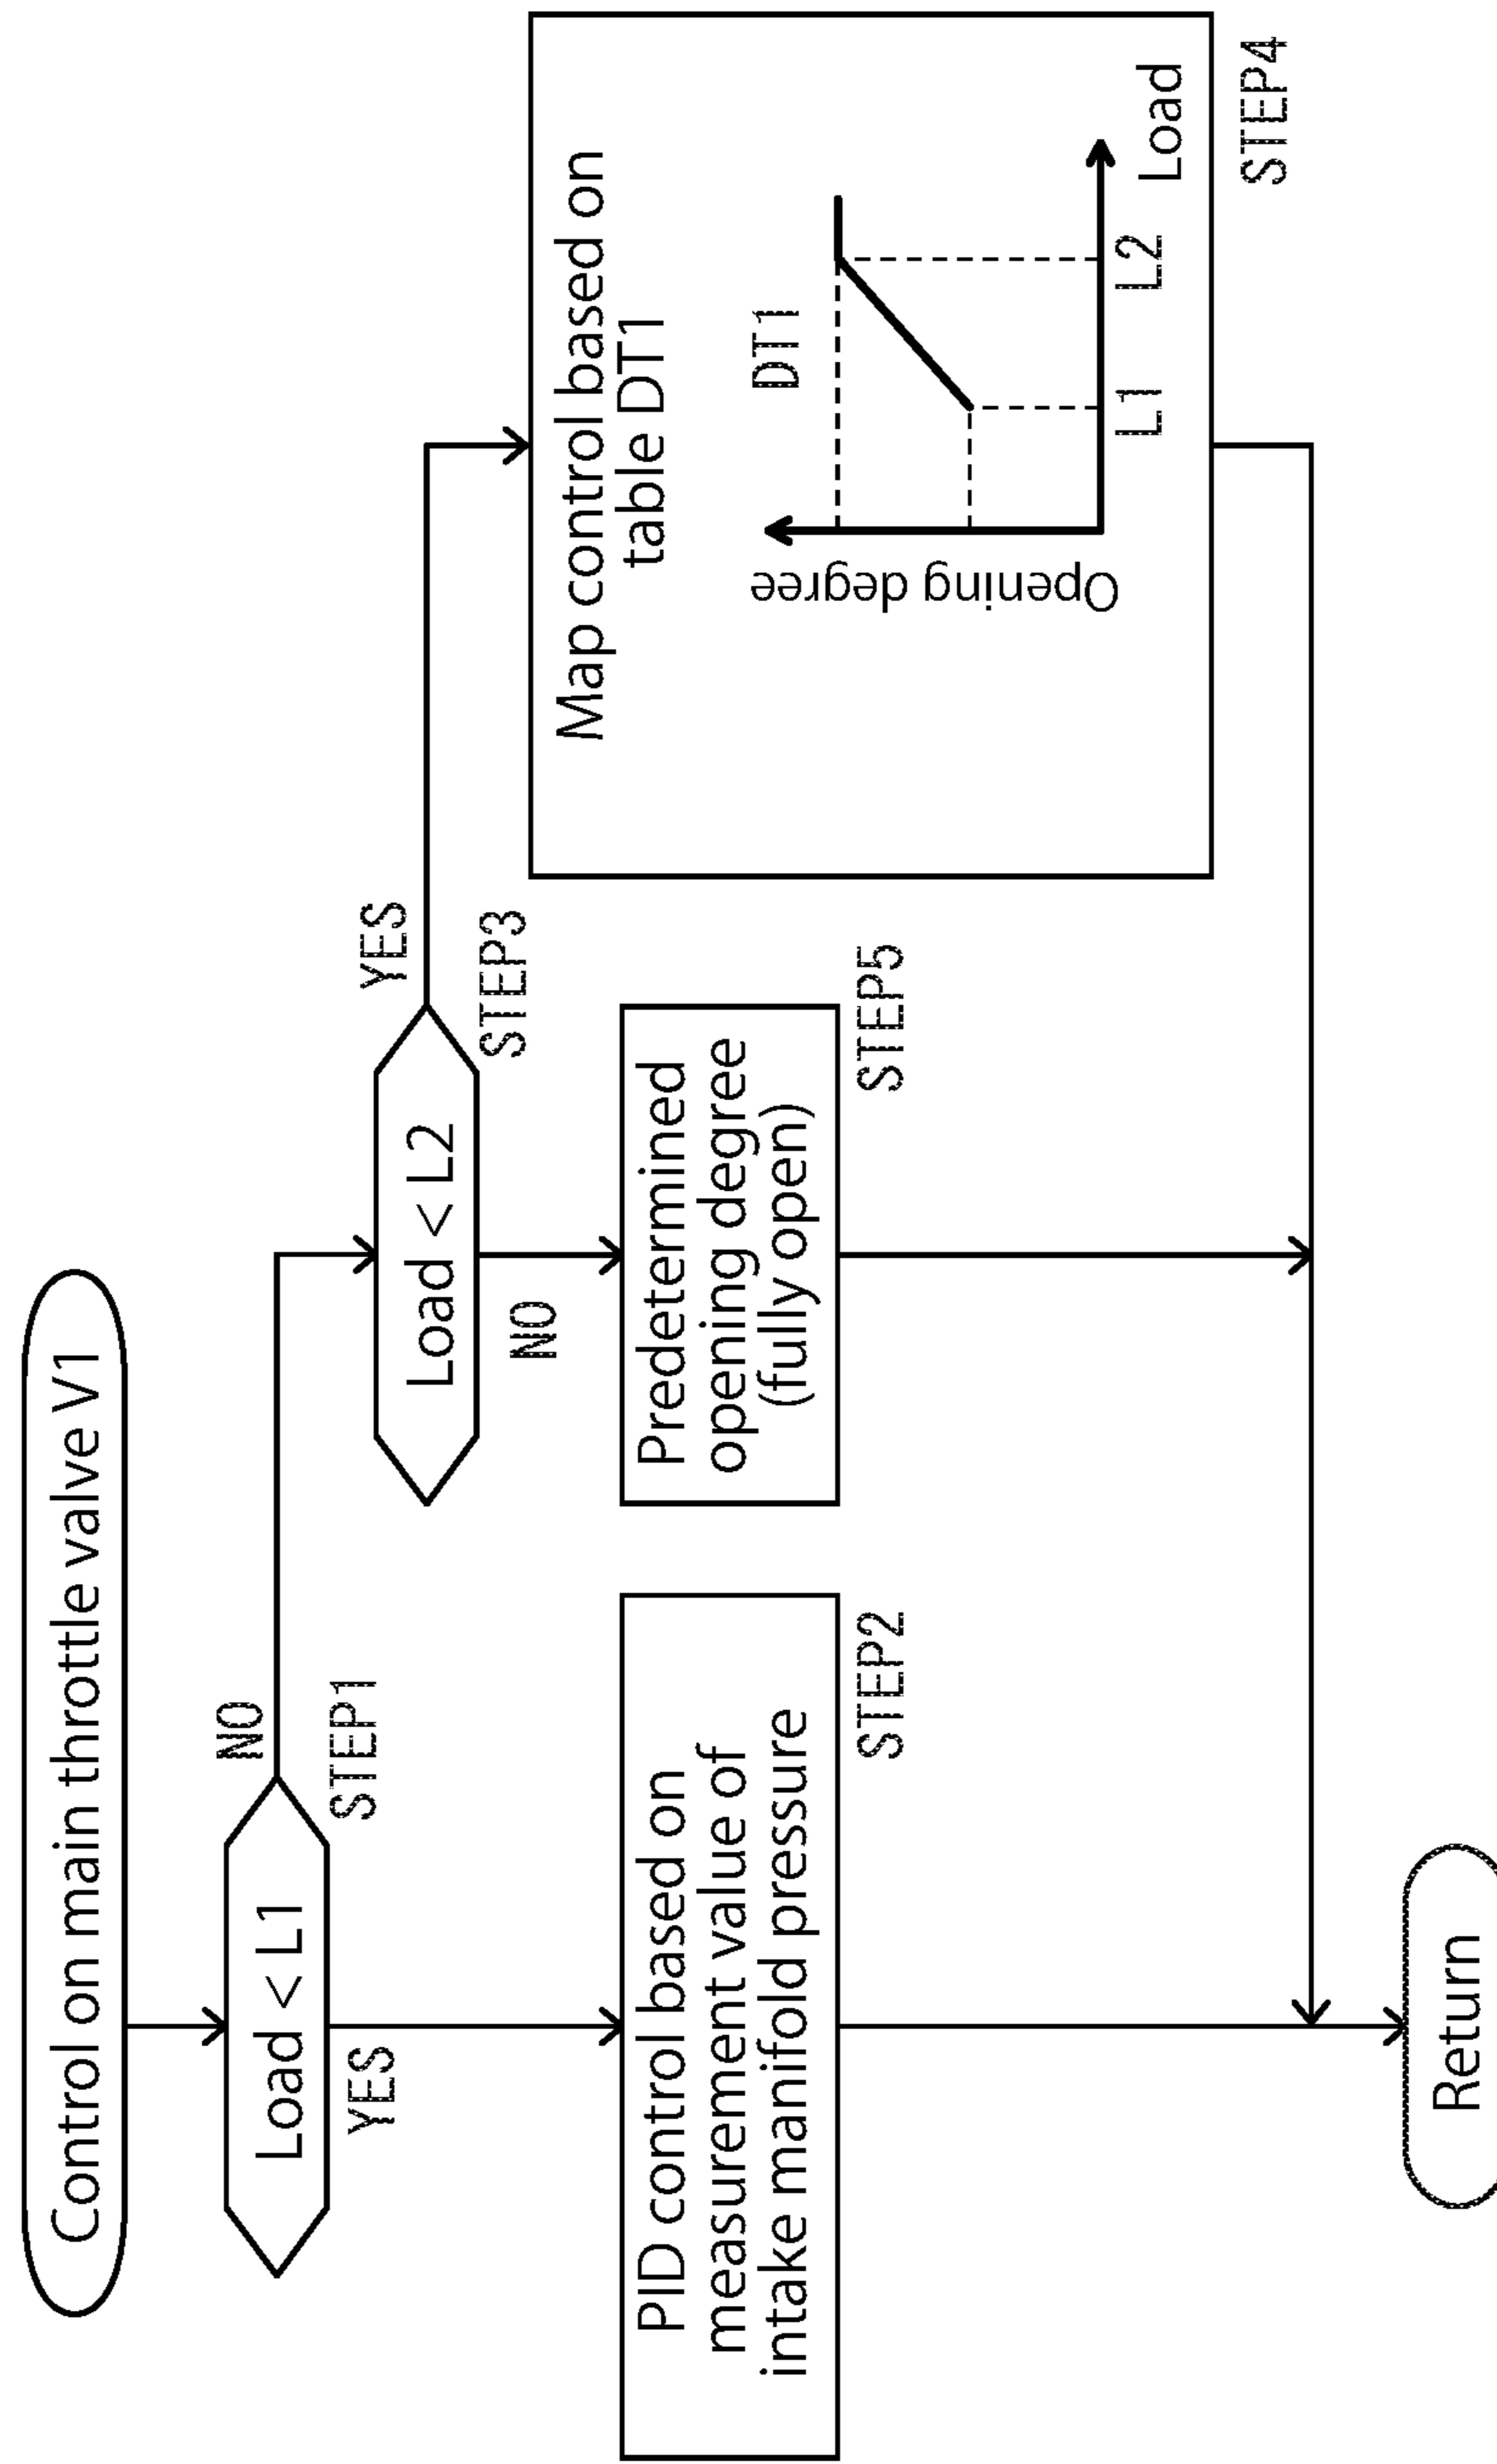 Control on main throttle valve V1
Load < L1
NO
STEP1
YES
Load < L2
YES
STEP3
NO
PID control based on
measurement value of
intake manifold pressure
STEP2
Predetermined
opening degree
(fully open)
STEP5
Map control based on
table DT1
DT1
Opening degree
L1
L2
Load
STEP4
Return